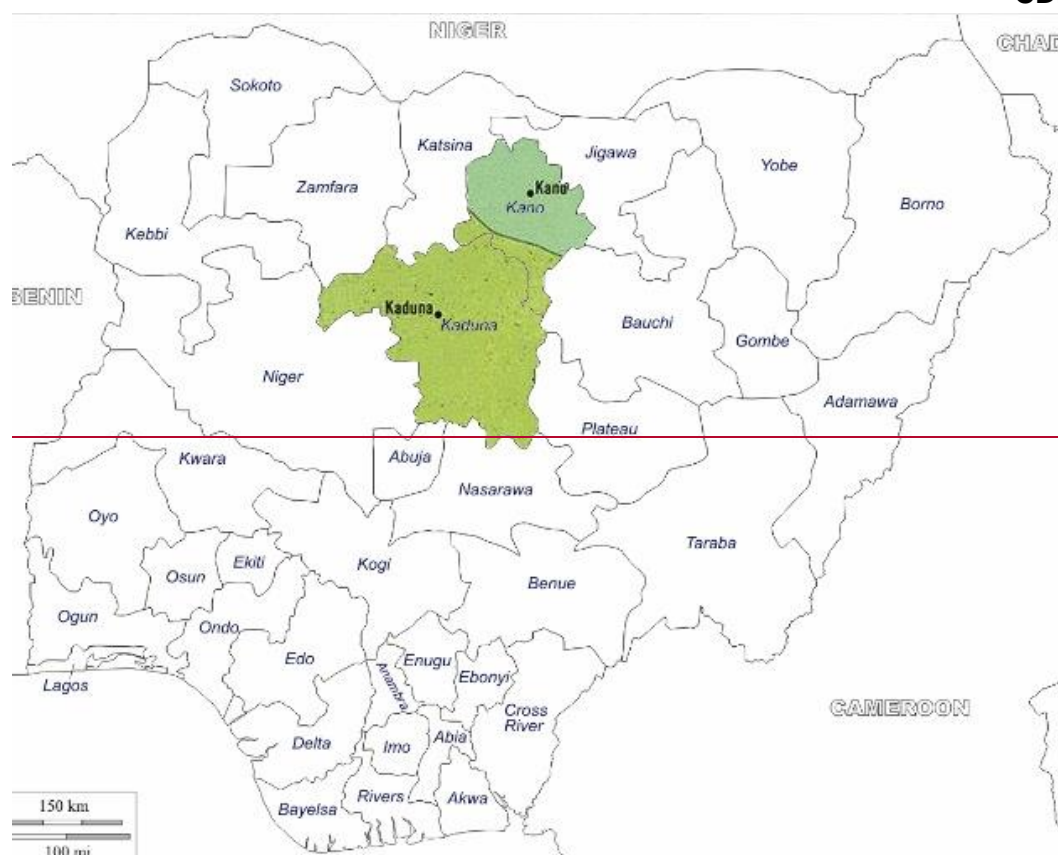 NIGER
CHAD
Sokoto
Katsina
Jigawa
Yobe
Zamfara
Kano
Kano
Borno
Kebbi
BENIN
Kaduna
Kaduna
Bauchi
Gombe
Niger
Adamawa
Plateau
Abuja
Kwara
Nasarawa
Oyo
Taraba
Kogi
Ekiti
Osun
Benue
Ogun
Ondo
Edo
Enugu
Anambra
Ebonyi
Lagos
Cross
River
CAMEROON
Delta
Imo
Abia
Rivers
Akwa
Bayelsa
150 km
100 mi